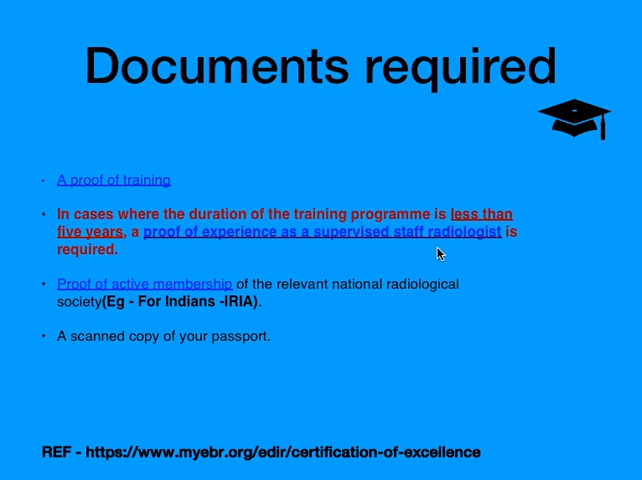 Documents required
• A proof of training
• In cases where the duration of the training programme is less than
five years, a proof of experience as a supervised staff radiologist is
required.
• Proof of active membership of the relevant national radiological
society(Eg - For Indians -IRIA).
• A scanned copy of your passport.
REF - https://www.myebr.org/edir/certification-of-excellence